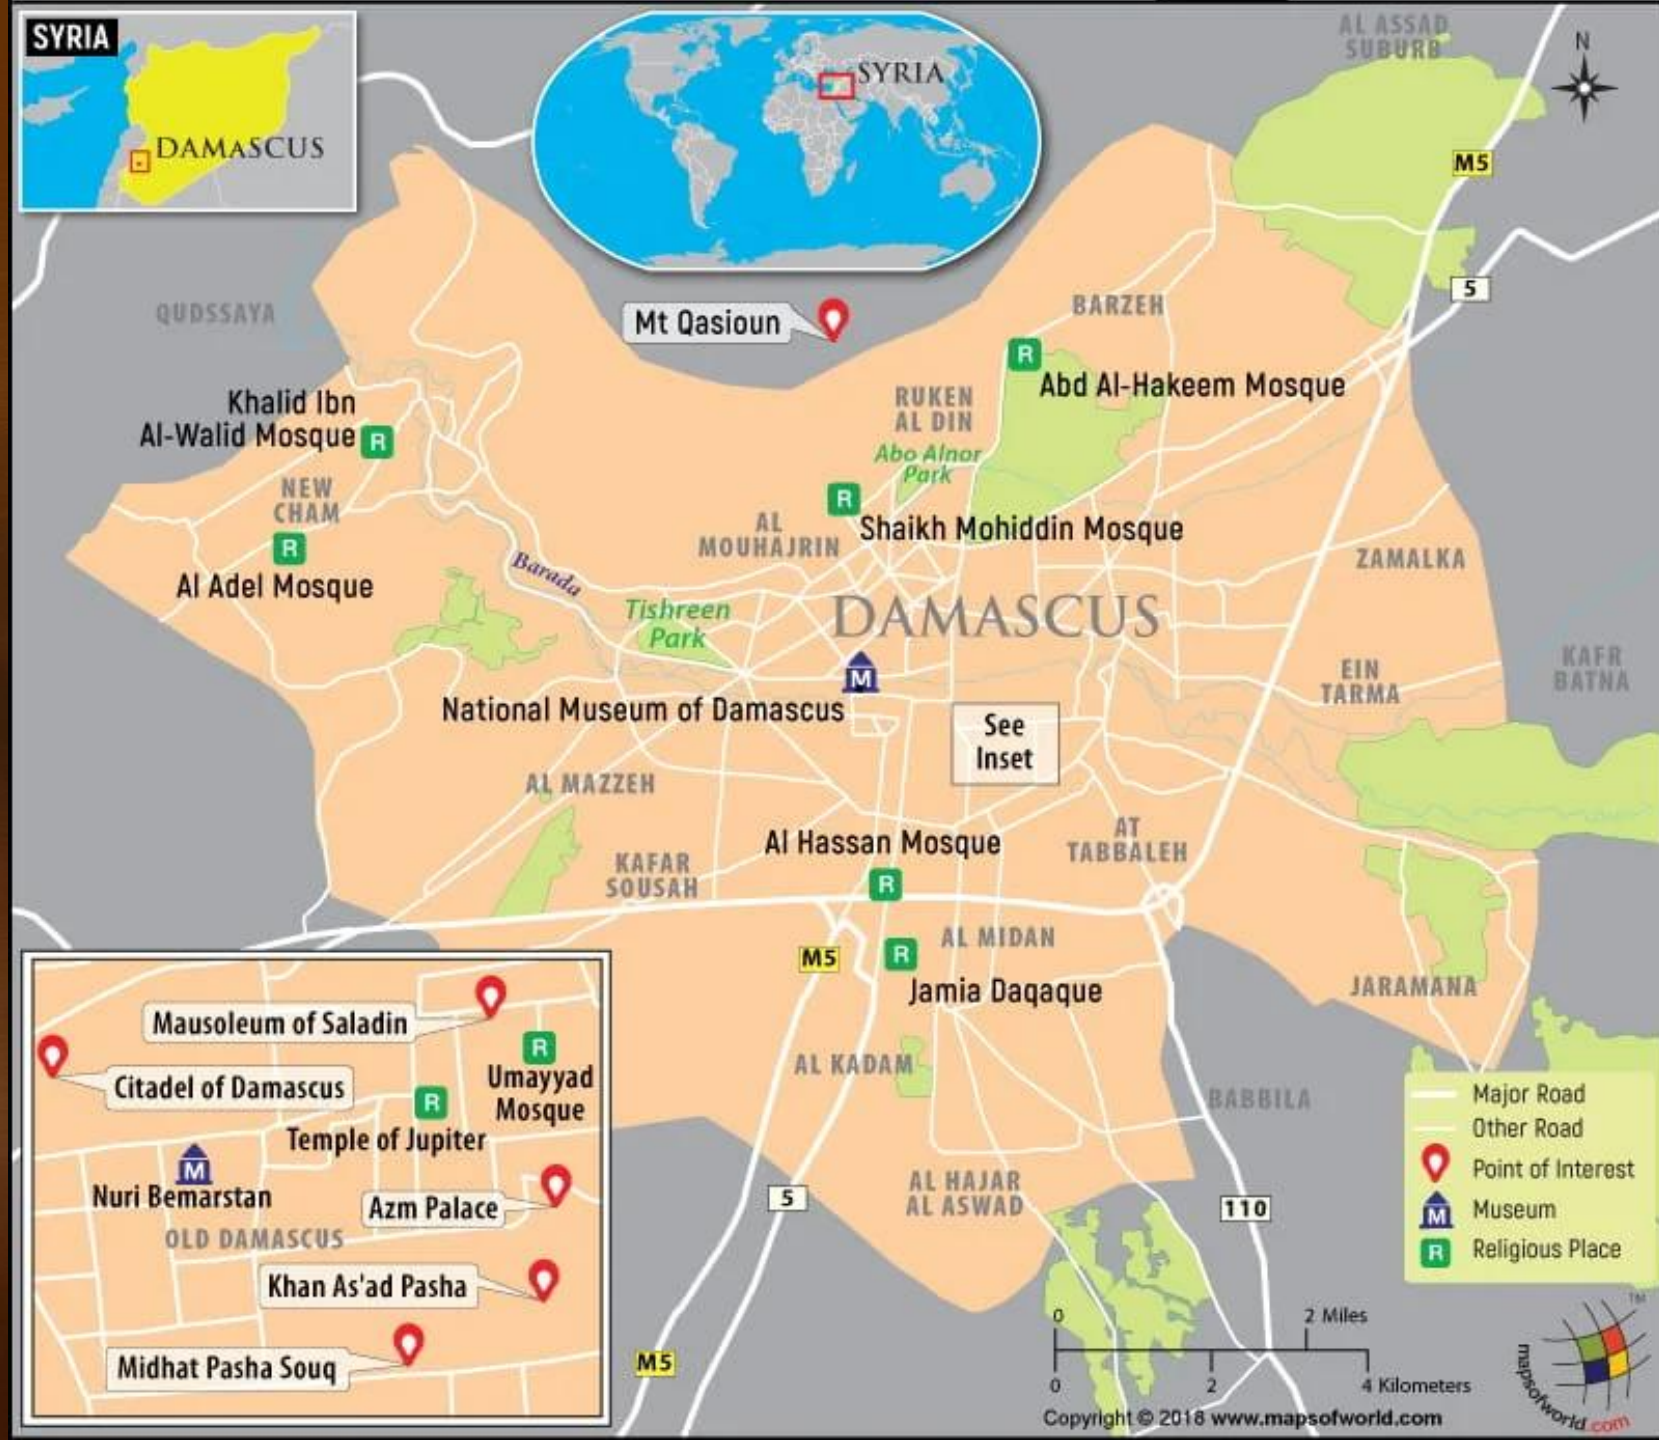 SYRIA
DAMASCUS
SYRIA
N
AL ASSAD
SUBURB
M5
5
QUDSSAYA
Mt Qasioun
BARZEH
Abd Al-Hakeem Mosque
R
RUKEN
AL DIN
Abo Alnor
Park
Khalid Ibn
Al-Walid Mosque
R
NEW
CHAM
R
Al Adel Mosque
R
Shaikh Mohiddin Mosque
AL
MOUHAJRIN
Barada
Tishreen
Park
DAMASCUS
ZAMALKA
KAFR
BATNA
EIN
TARMA
M
National Museum of Damascus
See
Inset
AL MAZZEH
Al Hassan Mosque
R
AT
TABBALEH
KAFAR
SOUSAH
M5
R
AL MIDAN
Jamia Daqaque
JARAMANA
AL KADAM
BABBILA
AL HAJAR
AL ASWAD
5
110
M5
Mausoleum of Saladin
R
Umayyad
Mosque
Citadel of Damascus
R
Temple of Jupiter
M
Nuri Bemarstan
Azm Palace
OLD DAMASCUS
Khan As'ad Pasha
Midhat Pasha Souq
Major Road
Other Road
Point of Interest
M Museum
R Religious Place
0 2 Miles
0 2 4 Kilometers
Copyright © 2018 www.mapsofworld.com
mapsofworld.com
TM